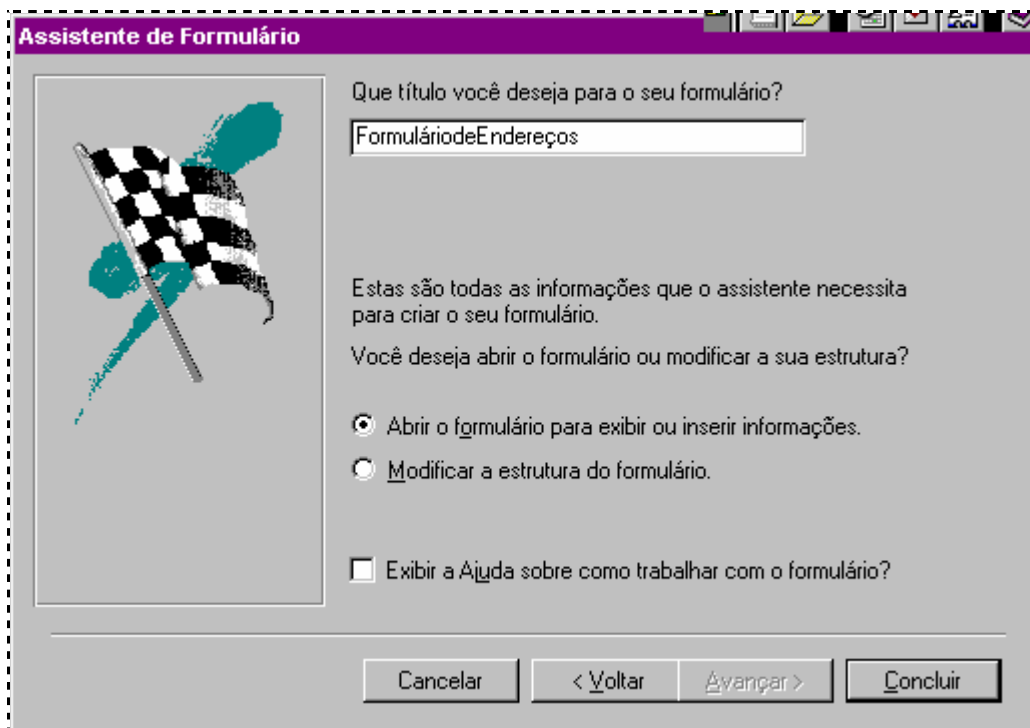 Assistente de Formulário
Que título você deseja para o seu formulário?
FormuláriodeEndereços
Estas são todas as informações que o assistente necessita
para criar o seu formulário.
Você deseja abrir o formulário ou modificar a sua estrutura?
Abrir o formulário para exibir ou inserir informações.
Modificar a estrutura do formulário.
Exibir a Ajuda sobre como trabalhar com o formulário?
Cancelar < Voltar Avançar > Concluir